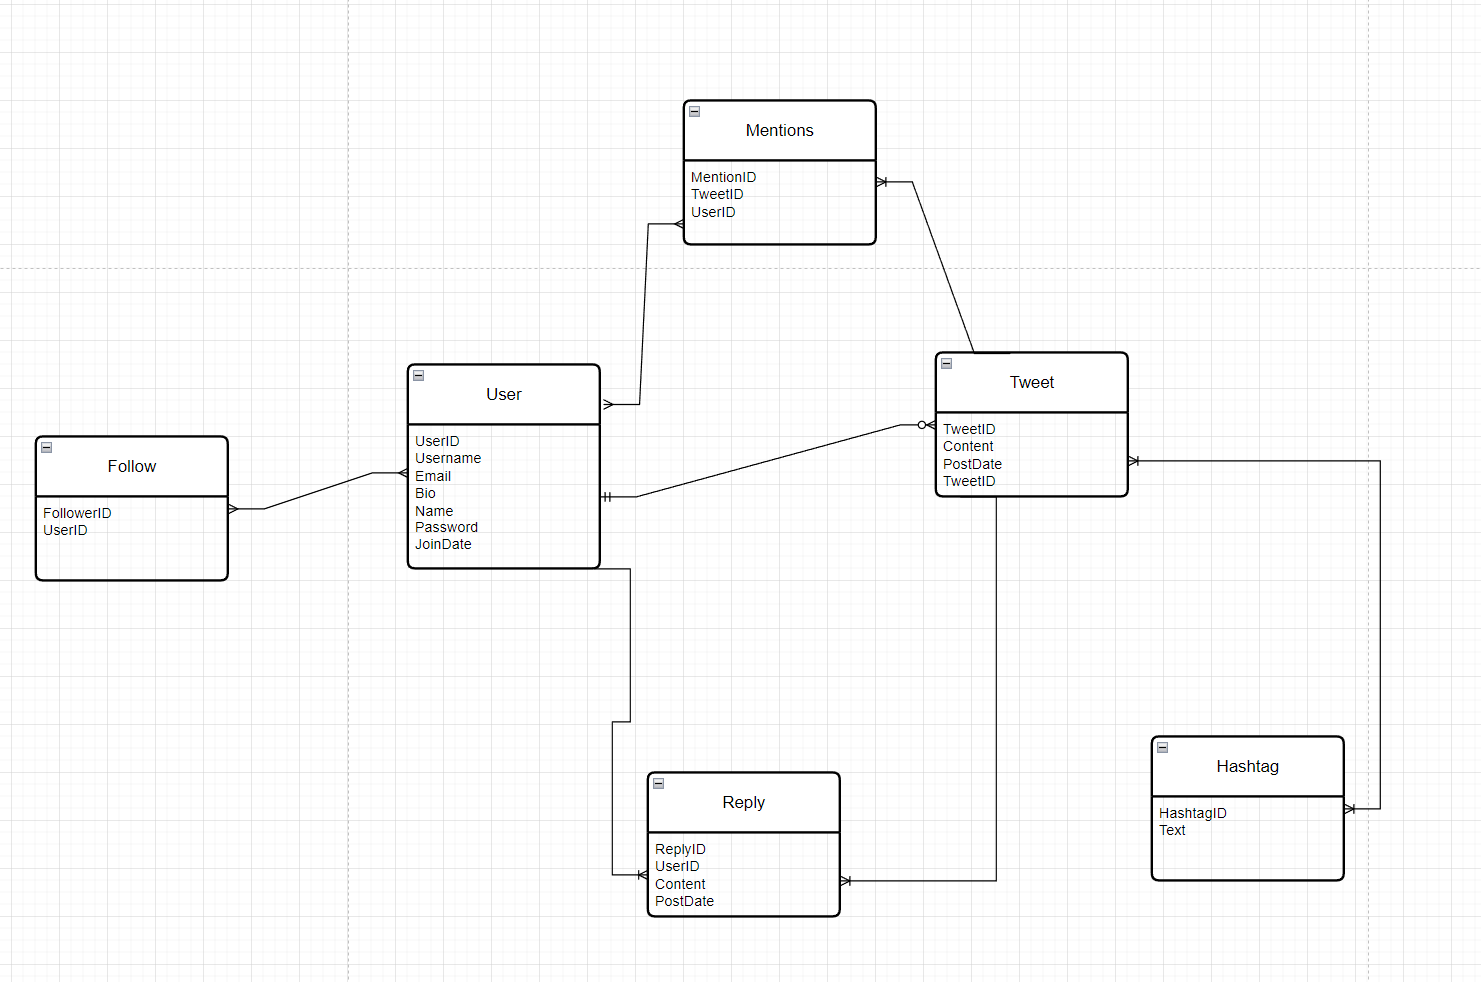 Mentions
MentionID
TweetID
UserID
User
UserID
Username
Email
Bio
Name
Password
JoinDate
Tweet
TweetID
Content
PostDate
TweetID
Follow
FollowerID
UserID
Reply
ReplyID
UserID
Content
PostDate
Hashtag
HashtagID
Text